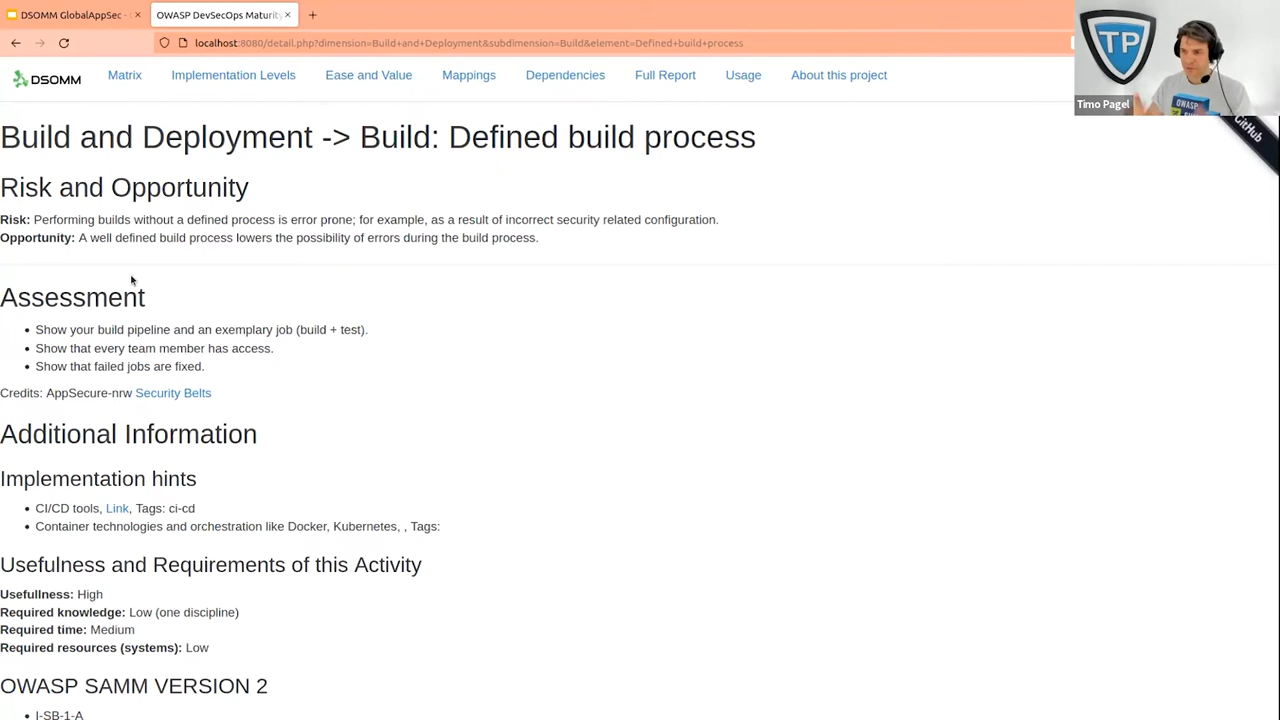 DSOMM GlobalAppSec -
OWASP DevSecOps Maturity
localhost:8080/detail.php?dimension=Build+and+Deployment&subdimension=Build&element=Defined+build+process
TP
OWASP
Timo Pagel
DSOMM
Matrix
Implementation Levels
Ease and Value
Mappings
Dependencies
Full Report
Usage
About this project
GitHub
Build and Deployment -> Build: Defined build process
Risk and Opportunity
Risk: Performing builds without a defined process is error prone; for example, as a result of incorrect security related configuration.
Opportunity: A well defined build process lowers the possibility of errors during the build process.
Assessment
• Show your build pipeline and an exemplary job (build + test).
• Show that every team member has access.
• Show that failed jobs are fixed.
Credits: AppSecure-nrw Security Belts
Additional Information
Implementation hints
• CI/CD tools, Link, Tags: ci-cd
• Container technologies and orchestration like Docker, Kubernetes, , Tags:
Usefulness and Requirements of this Activity
Usefullness: High
Required knowledge: Low (one discipline)
Required time: Medium
Required resources (systems): Low
OWASP SAMM VERSION 2
• I-SB-1-A